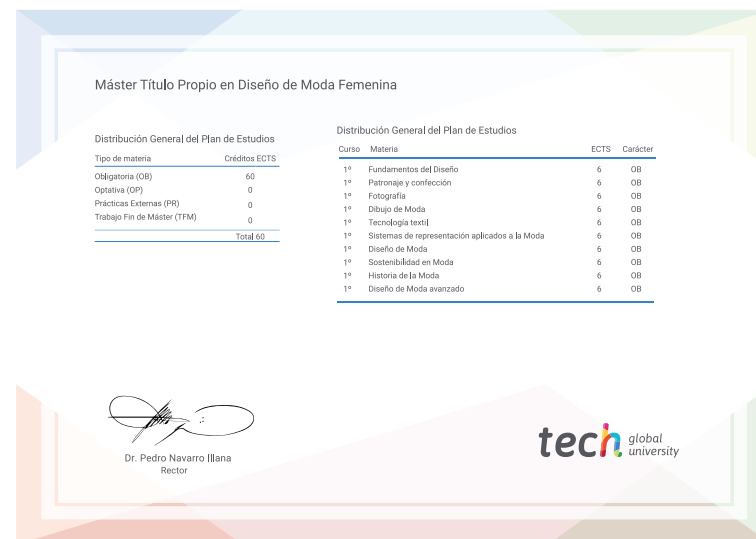 Máster Título Propio en Diseño de Moda Femenina
Distribución General del Plan de Estudios
Tipo de materia Créditos ECTS
Obligatoria (OB) 60
Optativa (OP) 0
Prácticas Externas (PR) 0
Trabajo Fin de Máster (TFM) 0
Total 60
Distribución General del Plan de Estudios
Curso Materia ECTS Carácter
1º Fundamentos del Diseño 6 OB
1º Patronaje y confección 6 OB
1º Fotografía 6 OB
1º Dibujo de Moda 6 OB
1º Tecnología textil 6 OB
1º Sistemas de representación aplicados a la Moda 6 OB
1º Diseño de Moda 6 OB
1º Sostenibilidad en Moda 6 OB
1º Historia de la Moda 6 OB
1º Diseño de Moda avanzado 6 OB
Dr. Pedro Navarro Illana
Rector
tech global
university